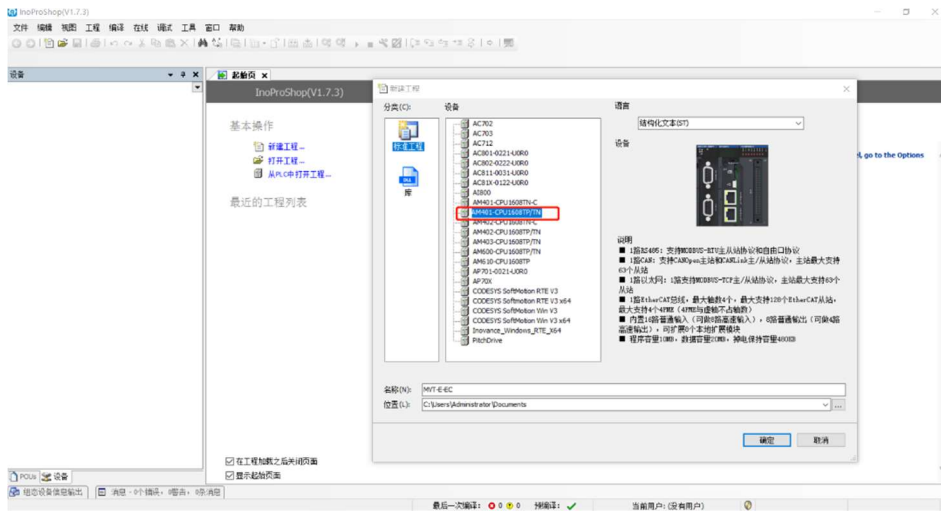 InoProShop(V1.7.3)
文件 编辑 视图 工程 编译 在线 调试 工具 窗口 帮助
设备
起始页
InoProShop(V1.7.3)
基本操作
新建工程...
打开工程...
从PLC中打开工程...
最近的工程列表
el, go to the Options
新建工程
分类(C):
标准工程
库
设备
AC702
AC703
AC712
AC801-0221-U0R0
AC802-0222-U0R0
AC811-0031-U0R0
AC81X-0122-U0R0
AI800
AM401-CPU1608TN-C
AM401-CPU1608TP/TN
AM402-CPU1608TN-C
AM402-CPU1608TP/TN
AM403-CPU1608TP/TN
AM600-CPU1608TP/TN
AM610-CPU1608TP
AP701-0021-U0R0
AP70X
CODESYS SoftMotion RTE V3
CODESYS SoftMotion RTE V3 x64
CODESYS SoftMotion Win V3
CODESYS SoftMotion Win V3 x64
Inovance_Windows_RTE_X64
PitchDrive
语言
结构化文本(ST)
设备
说明
■ 1路RS485: 支持MODBUS-RTU主从站协议和自由口协议
■ 1路CAN: 支持CANOpen主站和CANLink主/从站协议, 主站最大支持
63个从站
■ 1路以太网: 1路支持MODBUS-TCP主/从站协议, 主站最大支持63个
从站
■ 1路EtherCAT总线, 最大轴数4个, 最大支持128个EtherCAT从站,
最大支持4个4PME (4PME与虚轴不占轴数)
■ 内置16路普通输入 (可做8路高速输入), 8路普通输出 (可做4路
高速输出), 可扩展8个本地扩展模块
■ 程序容量10MB, 数据容量20MB, 掉电保持容量480KB
名称(N): MVT-E-EC
位置(L): C:\Users\Administrator\Documents
...
确定 取消
在工程加载之后关闭页面
显示起始页面
POUs 设备
组态设备信息输出 消息 - 0个错误, 0警告, 0条消息
最后一次编译: 0 0 预编译: 当前用户: (没有用户)